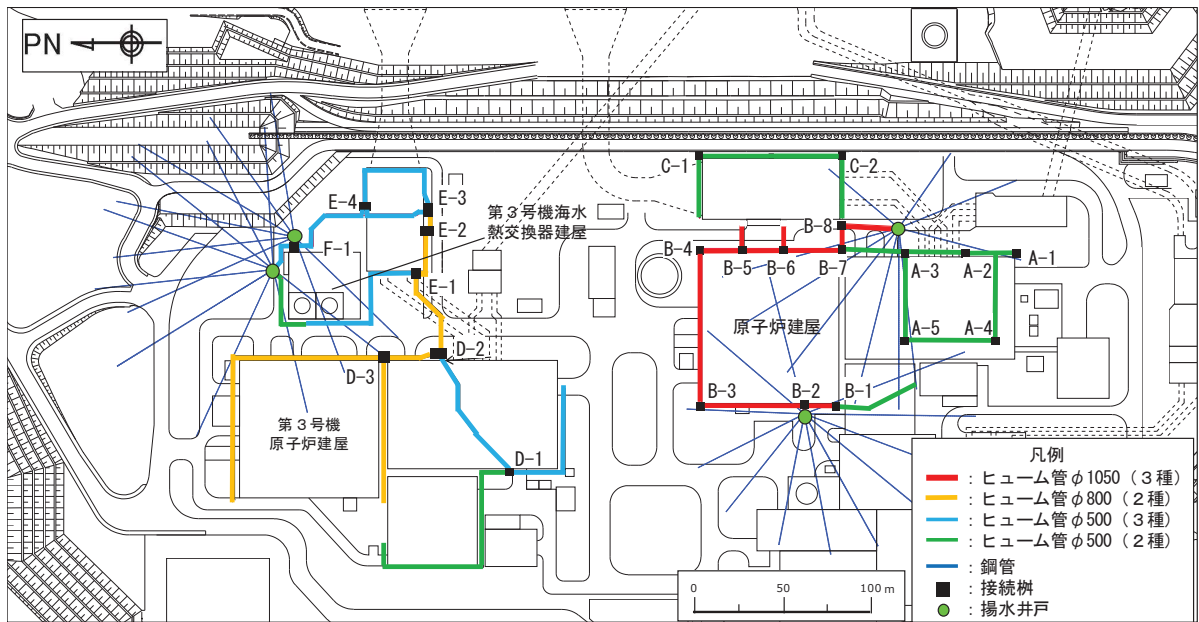 PN
C-1
C-2
E-4
E-3
第3号機海水
熱交換器建屋
E-2
F-1
B-8
B-4
B-5
B-6
B-7
A-3
A-2
A-1
E-1
原子炉建屋
A-5
A-4
D-2
D-3
B-3
B-2
B-1
第3号機
原子炉建屋
D-1
凡例
：ヒューム管φ1050（３種）
：ヒューム管φ800（２種）
：ヒューム管φ500（３種）
：ヒューム管φ500（２種）
：鋼管
：接続桝
：揚水井戸
0
50
100 m